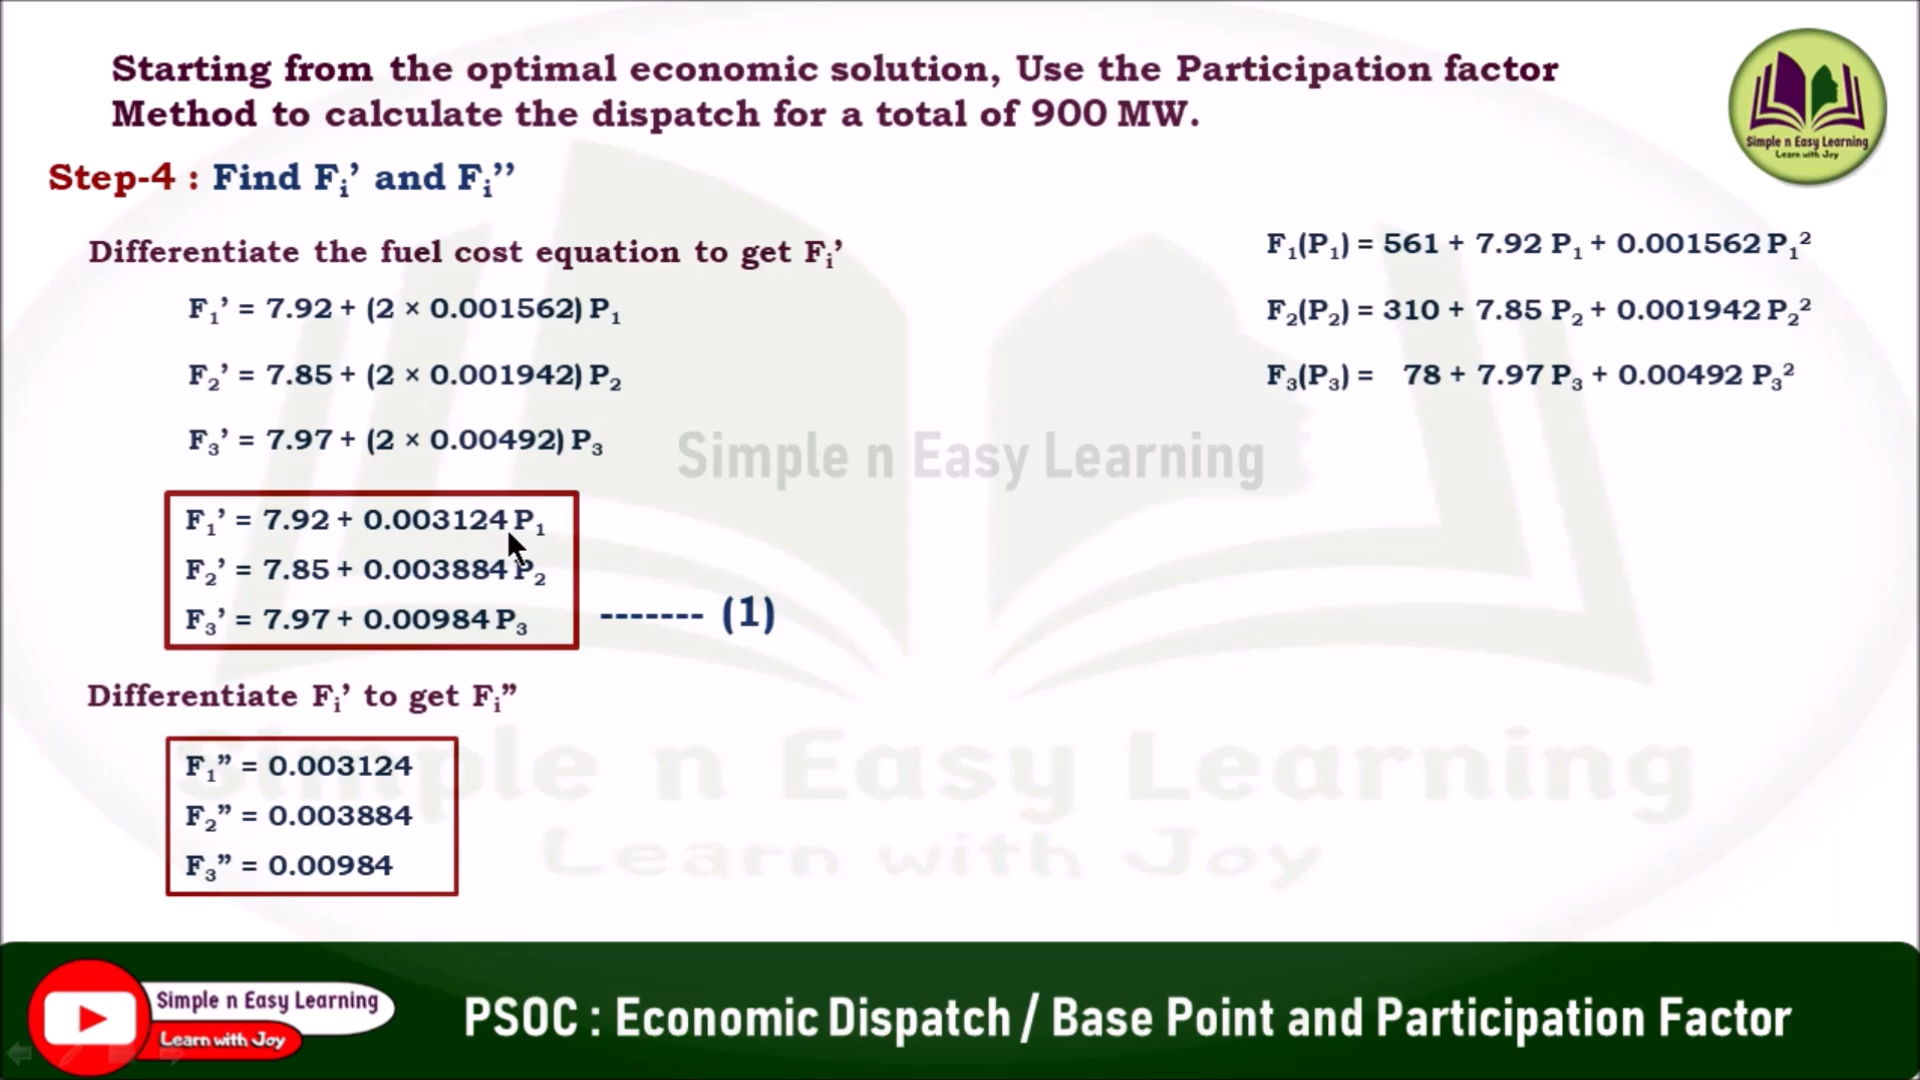 Starting from the optimal economic solution, Use the Participation factor
Method to calculate the dispatch for a total of 900 MW.
Simple n Easy Learning
Learn with Joy
Step-4 : Find Fᵢ’ and Fᵢ’’
Differentiate the fuel cost equation to get Fᵢ’
F₁’ = 7.92 + (2 × 0.001562) P₁
F₂’ = 7.85 + (2 × 0.001942) P₂
F₃’ = 7.97 + (2 × 0.00492) P₃
F₁(P₁) = 561 + 7.92 P₁ + 0.001562 P₁²
F₂(P₂) = 310 + 7.85 P₂ + 0.001942 P₂²
F₃(P₃) = 78 + 7.97 P₃ + 0.00492 P₃²
Simple n Easy Learning
F₁’ = 7.92 + 0.003124 P₁
F₂’ = 7.85 + 0.003884 P₂
F₃’ = 7.97 + 0.00984 P₃ ------- (1)
Differentiate Fᵢ’ to get Fᵢ”
F₁” = 0.003124
F₂” = 0.003884
F₃” = 0.00984
Simple n Easy Learning
Learn with Joy
Simple n Easy Learning
Learn with Joy
PSOC : Economic Dispatch / Base Point and Participation Factor